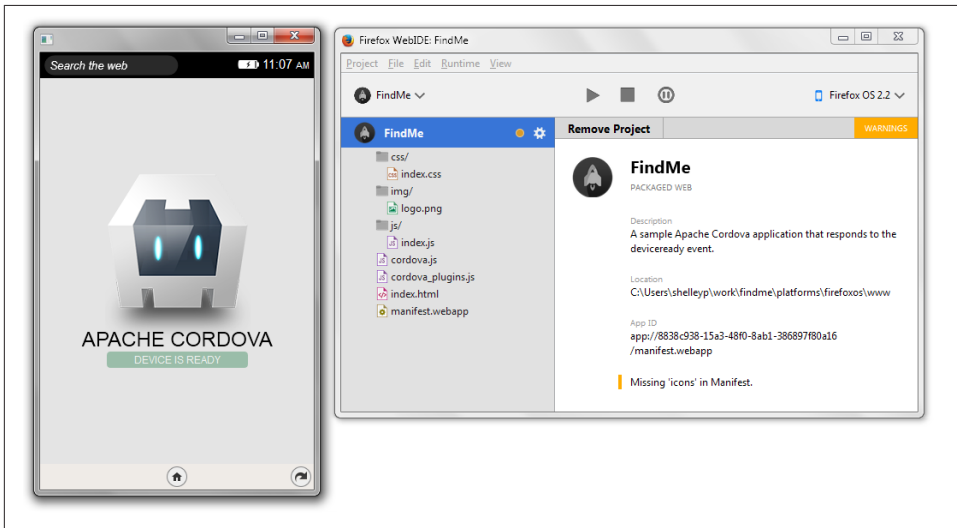 Search the web
11:07 AM
APACHE CORDOVA
DEVICE IS READY
Firefox WebIDE: FindMe
Project File Edit Runtime View
FindMe
Firefox OS 2.2
FindMe
Remove Project
WARNINGS
css/
index.css
img/
logo.png
js/
index.js
cordova.js
cordova_plugins.js
index.html
manifest.webapp
FindMe
PACKAGED WEB
Description
A sample Apache Cordova application that responds to the
deviceready event.
Location
C:\Users\shelleyp\work\findme\platforms\firefoxos\www
App ID
app://8838c938-15a3-48f0-8ab1-386897f80a16
/manifest.webapp
Missing 'icons' in Manifest.